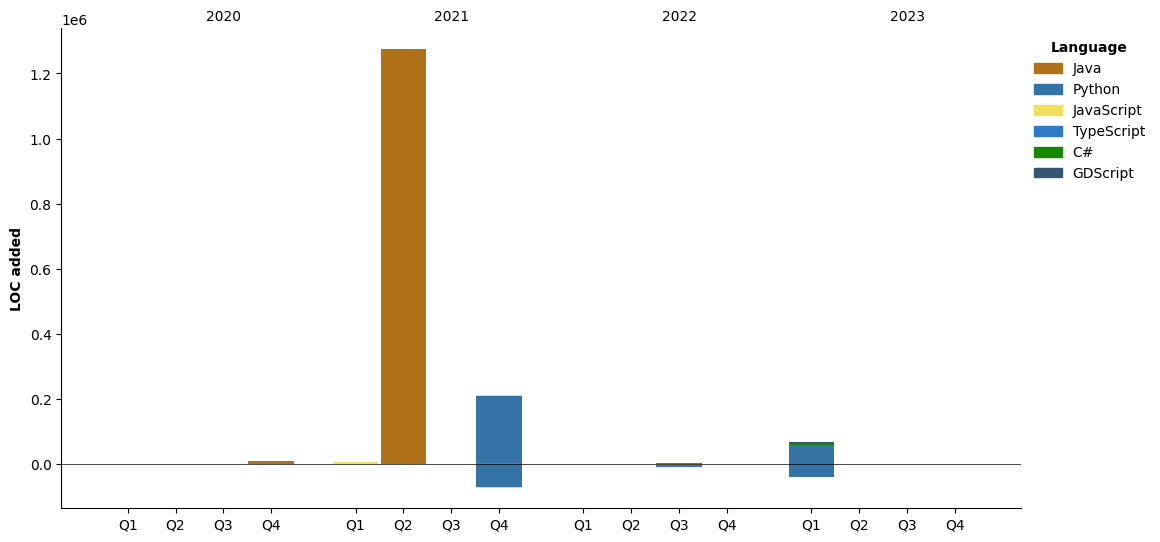 2020 2021 2022 2023
1e6
1.2
1.0
0.8
0.6
0.4
0.2
0.0
LOC added
Q1 Q2 Q3 Q4 Q1 Q2 Q3 Q4 Q1 Q2 Q3 Q4 Q1 Q2 Q3 Q4
Language
Java
Python
JavaScript
TypeScript
C#
GDScript